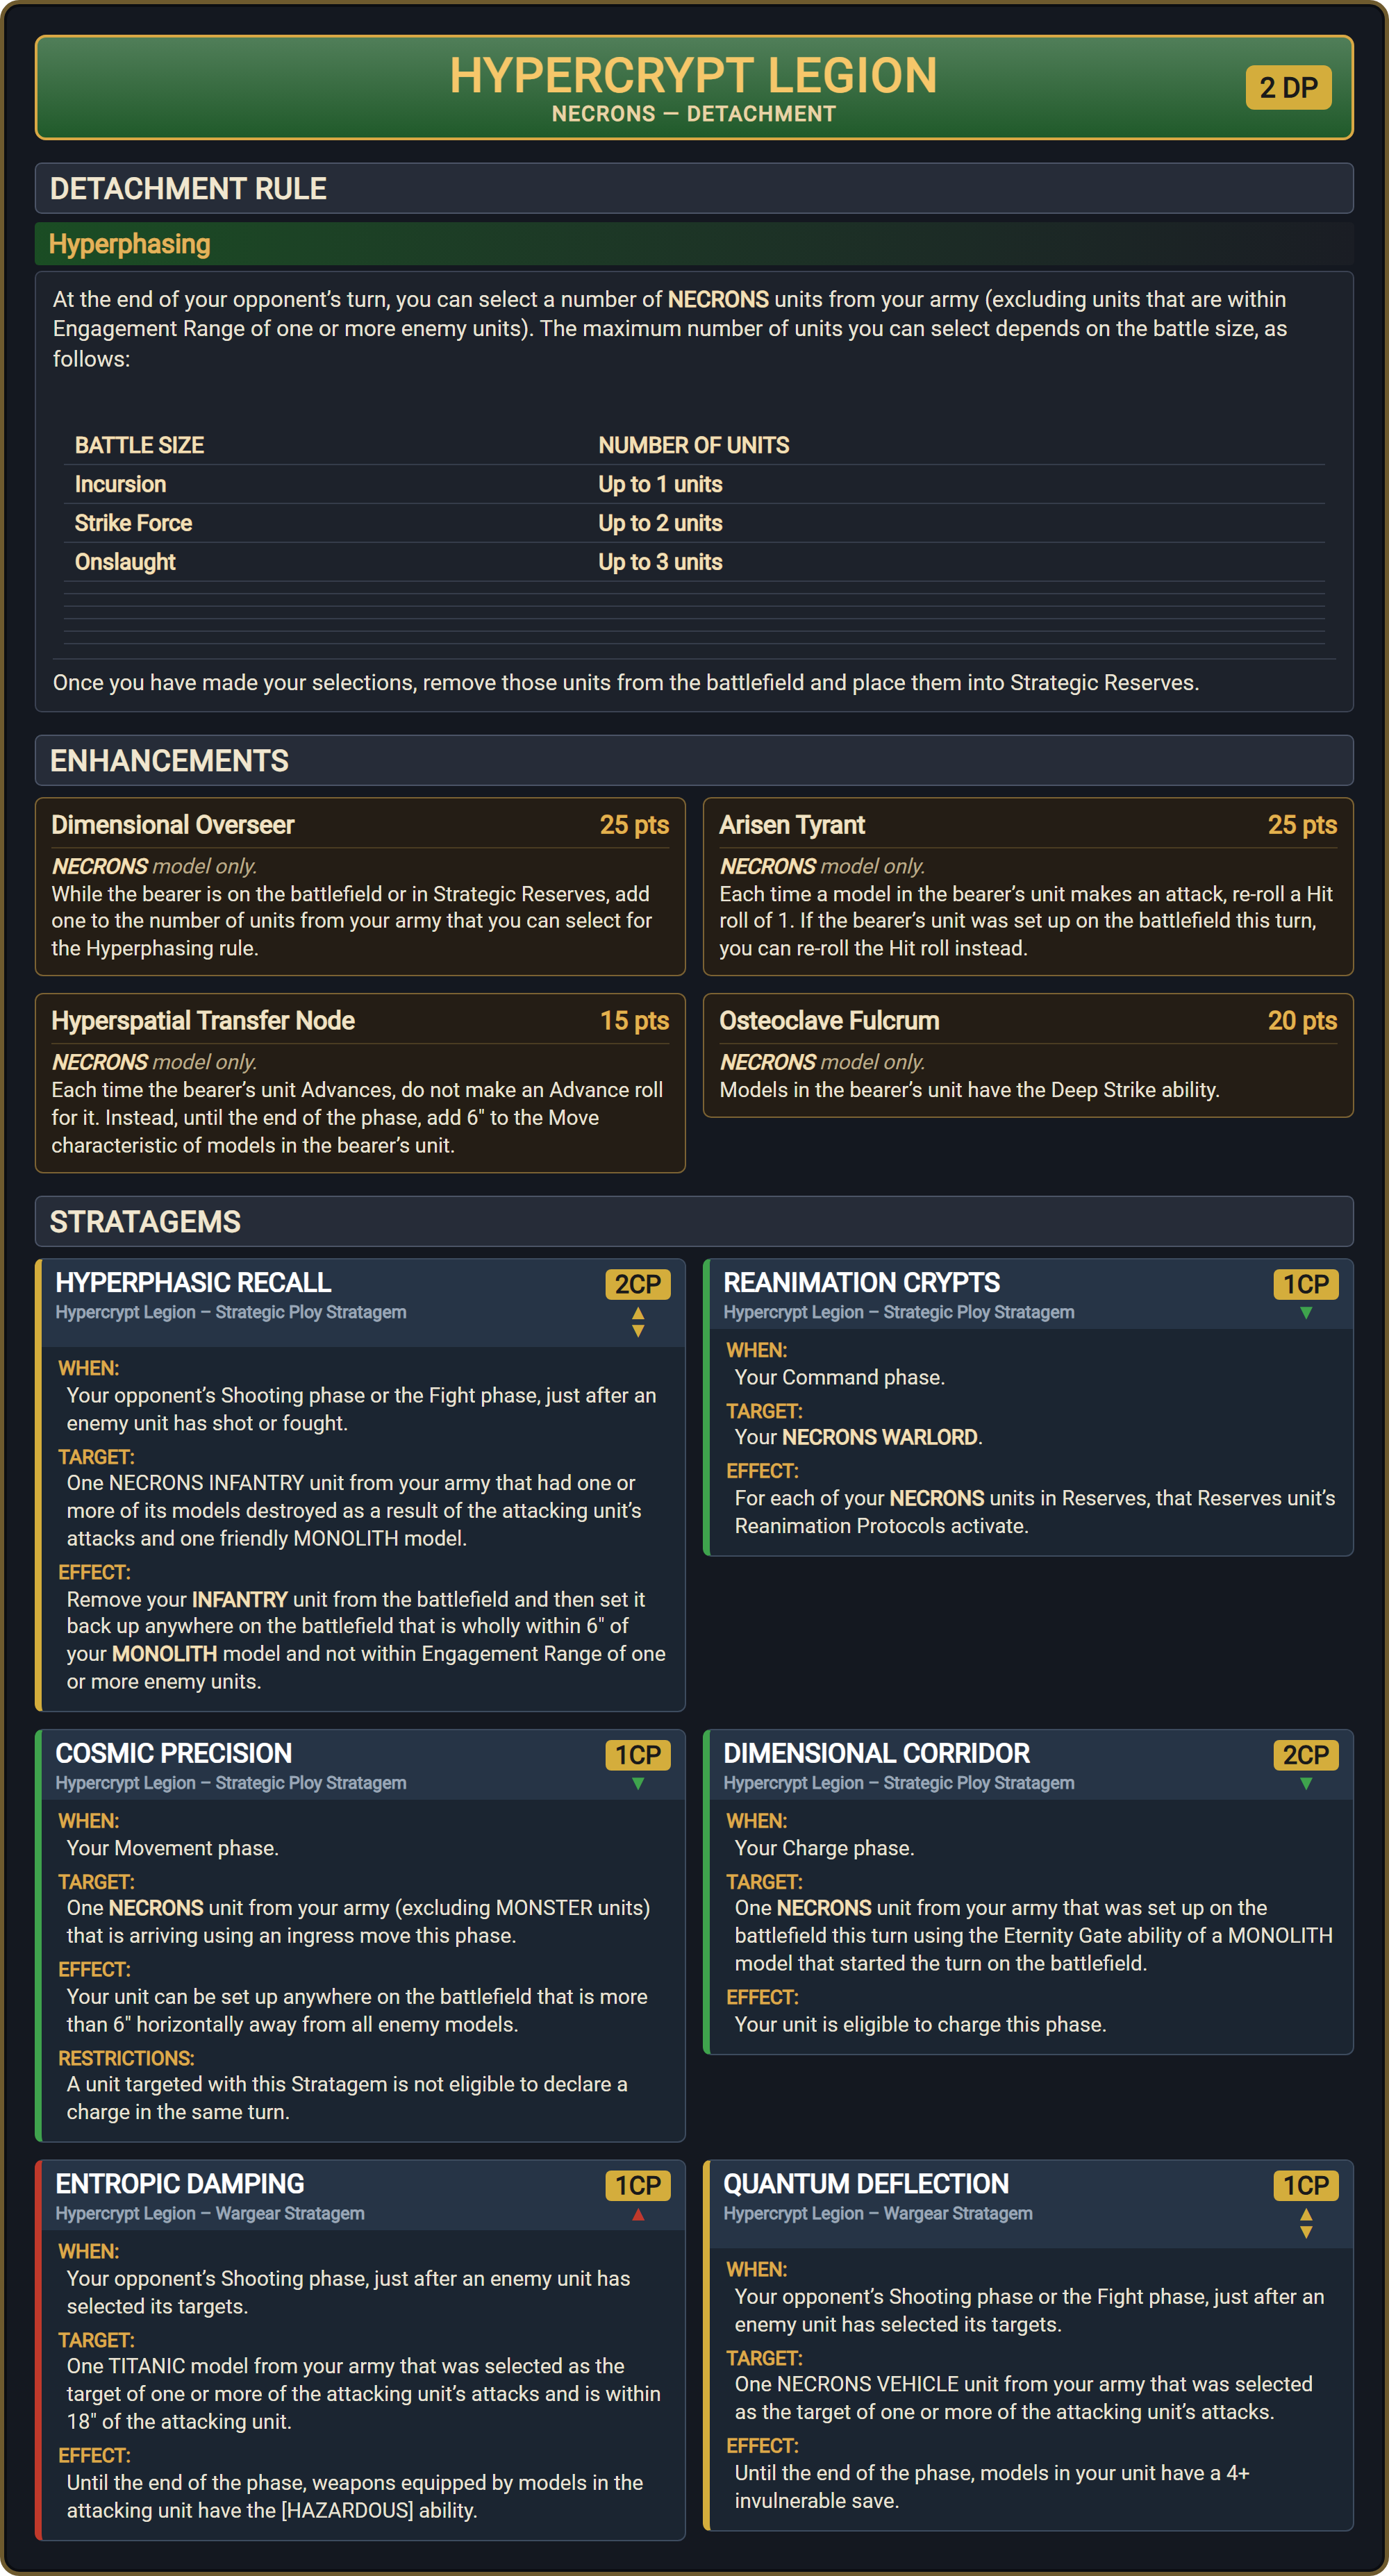 HYPERCRYPT LEGION
NECRONS — DETACHMENT
2 DP
DETACHMENT RULE
Hyperphasing
At the end of your opponent’s turn, you can select a number of NECRONS units from your army (excluding units that are within
Engagement Range of one or more enemy units). The maximum number of units you can select depends on the battle size, as
follows:
BATTLE SIZE NUMBER OF UNITS
Incursion Up to 1 units
Strike Force Up to 2 units
Onslaught Up to 3 units
Once you have made your selections, remove those units from the battlefield and place them into Strategic Reserves.
ENHANCEMENTS
Dimensional Overseer 25 pts
NECRONS model only.
While the bearer is on the battlefield or in Strategic Reserves, add
one to the number of units from your army that you can select for
the Hyperphasing rule.
Arisen Tyrant 25 pts
NECRONS model only.
Each time a model in the bearer’s unit makes an attack, re-roll a Hit
roll of 1. If the bearer’s unit was set up on the battlefield this turn,
you can re-roll the Hit roll instead.
Hyperspatial Transfer Node 15 pts
NECRONS model only.
Each time the bearer’s unit Advances, do not make an Advance roll
for it. Instead, until the end of the phase, add 6" to the Move
characteristic of models in the bearer’s unit.
Osteoclave Fulcrum 20 pts
NECRONS model only.
Models in the bearer’s unit have the Deep Strike ability.
STRATAGEMS
HYPERPHASIC RECALL 2CP
Hypercrypt Legion – Strategic Ploy Stratagem
▲
▼
WHEN:
Your opponent’s Shooting phase or the Fight phase, just after an
enemy unit has shot or fought.
TARGET:
One NECRONS INFANTRY unit from your army that had one or
more of its models destroyed as a result of the attacking unit’s
attacks and one friendly MONOLITH model.
EFFECT:
Remove your INFANTRY unit from the battlefield and then set it
back up anywhere on the battlefield that is wholly within 6" of
your MONOLITH model and not within Engagement Range of one
or more enemy units.
REANIMATION CRYPTS 1CP
Hypercrypt Legion – Strategic Ploy Stratagem ▼
WHEN:
Your Command phase.
TARGET:
Your NECRONS WARLORD.
EFFECT:
For each of your NECRONS units in Reserves, that Reserves unit’s
Reanimation Protocols activate.
COSMIC PRECISION 1CP
Hypercrypt Legion – Strategic Ploy Stratagem ▼
WHEN:
Your Movement phase.
TARGET:
One NECRONS unit from your army (excluding MONSTER units)
that is arriving using an ingress move this phase.
EFFECT:
Your unit can be set up anywhere on the battlefield that is more
than 6" horizontally away from all enemy models.
RESTRICTIONS:
A unit targeted with this Stratagem is not eligible to declare a
charge in the same turn.
DIMENSIONAL CORRIDOR 2CP
Hypercrypt Legion – Strategic Ploy Stratagem ▼
WHEN:
Your Charge phase.
TARGET:
One NECRONS unit from your army that was set up on the
battlefield this turn using the Eternity Gate ability of a MONOLITH
model that started the turn on the battlefield.
EFFECT:
Your unit is eligible to charge this phase.
ENTROPIC DAMPING 1CP
Hypercrypt Legion – Wargear Stratagem ▲
WHEN:
Your opponent’s Shooting phase, just after an enemy unit has
selected its targets.
TARGET:
One TITANIC model from your army that was selected as the
target of one or more of the attacking unit’s attacks and is within
18" of the attacking unit.
EFFECT:
Until the end of the phase, weapons equipped by models in the
attacking unit have the [HAZARDOUS] ability.
QUANTUM DEFLECTION 1CP
Hypercrypt Legion – Wargear Stratagem
▲
▼
WHEN:
Your opponent’s Shooting phase or the Fight phase, just after an
enemy unit has selected its targets.
TARGET:
One NECRONS VEHICLE unit from your army that was selected
as the target of one or more of the attacking unit’s attacks.
EFFECT:
Until the end of the phase, models in your unit have a 4+
invulnerable save.